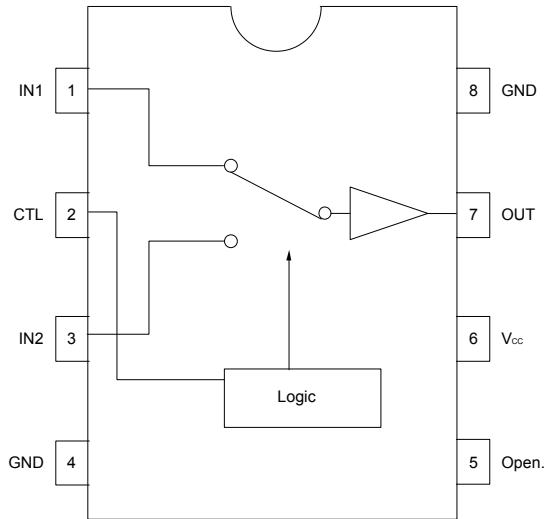 IN1 1 8 GND
CTL 2 7 OUT
IN2 3 6 Vcc
Logic
GND 4 5 Open.